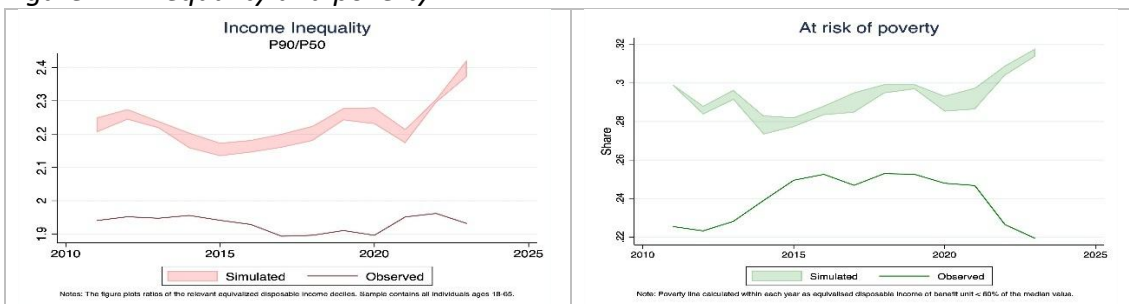 Income Inequality
P90/P50
2.4
2.3
2.2
2.1
2
1.9
2010
2015
2020
2025
Simulated
Observed
Notes: The figure plots ratios of the relevant equivalized disposable income deciles. Sample contains all individuals ages 18-65.
At risk of poverty
Share
.32
.3
.28
.26
.24
.22
2010
2015
2020
2025
Simulated
Observed
Note: Poverty line calculated within each year as equivalised disposable income of benefit unit < 60% of the median value.